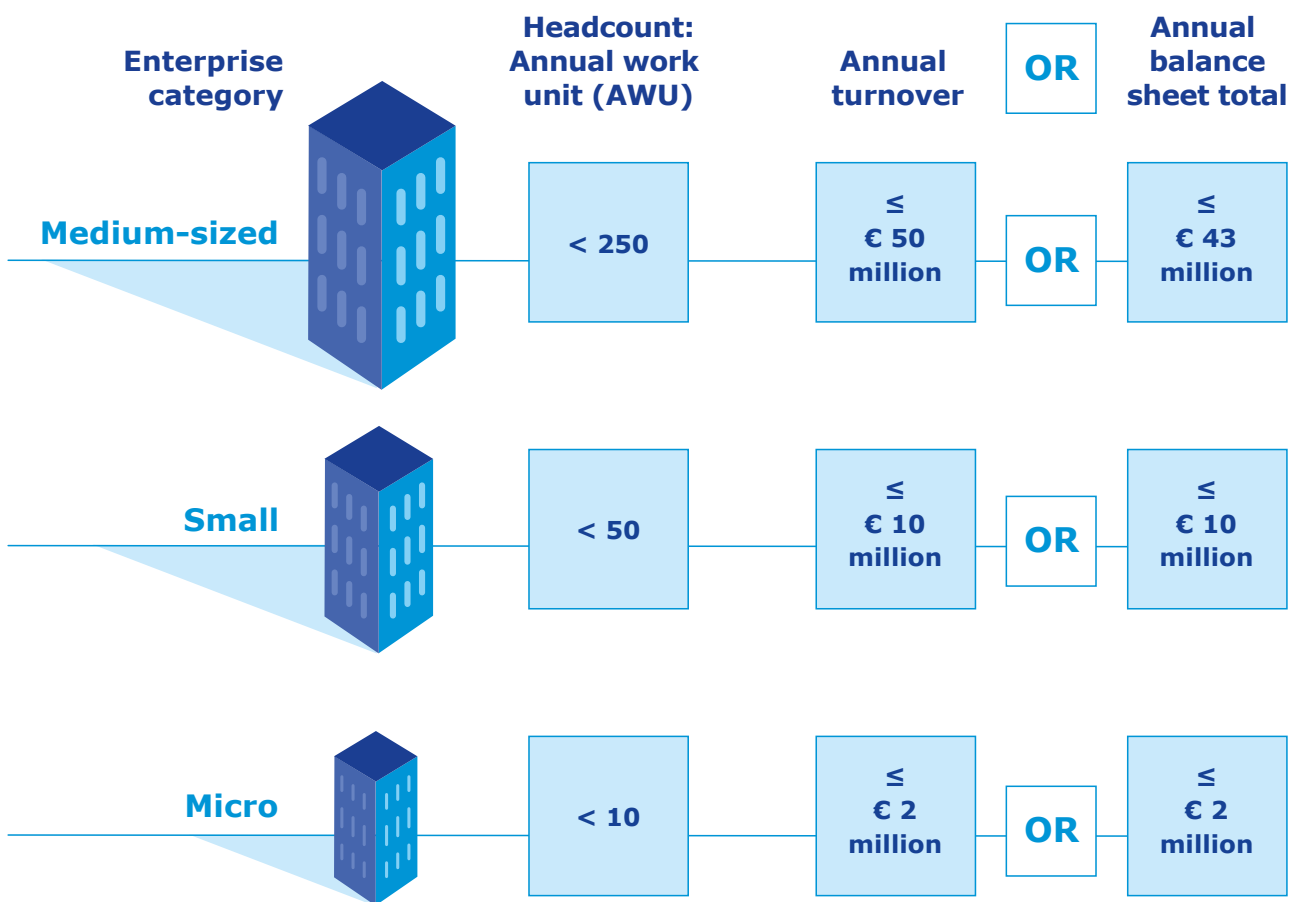 Enterprise
category
Headcount:
Annual work
unit (AWU)
Annual
turnover
OR
Annual
balance
sheet total
Medium-sized
< 250
≤
€ 50
million
OR
≤
€ 43
million
Small
< 50
≤
€ 10
million
OR
≤
€ 10
million
Micro
< 10
≤
€ 2
million
OR
≤
€ 2
million